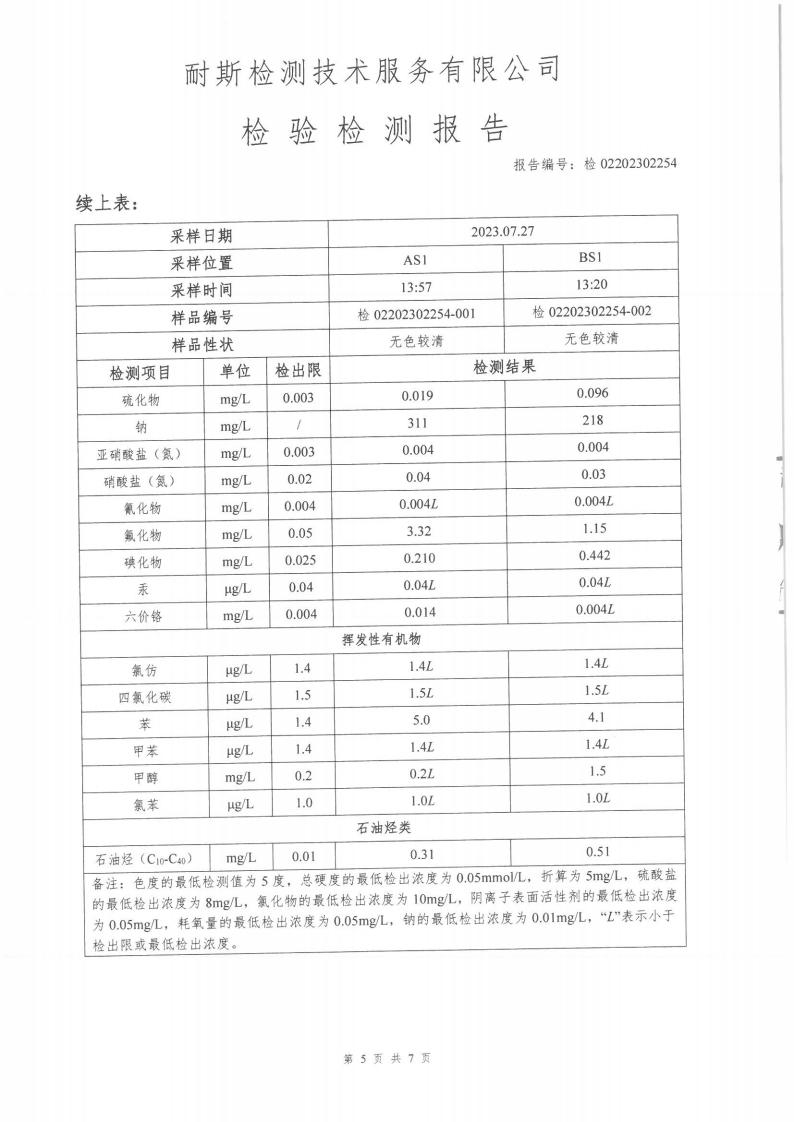 耐斯检测技术服务有限公司
检验检测报告
报告编号：检 02202302254
续上表：
采样日期 2023.07.27
采样位置 AS1 BS1
采样时间 13:57 13:20
样品编号 检 02202302254-001 检 02202302254-002
样品性状 无色较清 无色较清
检测项目 单位 检出限 检测结果
硫化物 mg/L 0.003 0.019 0.096
钠 mg/L / 311 218
亚硝酸盐（氮） mg/L 0.003 0.004 0.004
硝酸盐（氮） mg/L 0.02 0.04 0.03
氰化物 mg/L 0.004 0.004L 0.004L
氟化物 mg/L 0.05 3.32 1.15
碘化物 mg/L 0.025 0.210 0.442
汞 μg/L 0.04 0.04L 0.04L
六价铬 mg/L 0.004 0.014 0.004L
挥发性有机物
氯仿 μg/L 1.4 1.4L 1.4L
四氯化碳 μg/L 1.5 1.5L 1.5L
苯 μg/L 1.4 5.0 4.1
甲苯 μg/L 1.4 1.4L 1.4L
甲醇 mg/L 0.2 0.2L 1.5
氯苯 μg/L 1.0 1.0L 1.0L
石油烃类
石油烃（C10-C40） mg/L 0.01 0.31 0.51
备注：色度的最低检测值为 5 度，总硬度的最低检出浓度为 0.05mmol/L，折算为 5mg/L，硫酸盐
的最低检出浓度为 8mg/L，氯化物的最低检出浓度为 10mg/L，阴离子表面活性剂的最低检出浓度
为 0.05mg/L，耗氧量的最低检出浓度为 0.05mg/L，钠的最低检出浓度为 0.01mg/L，“L”表示小于
检出限或最低检出浓度。
第 5 页 共 7 页